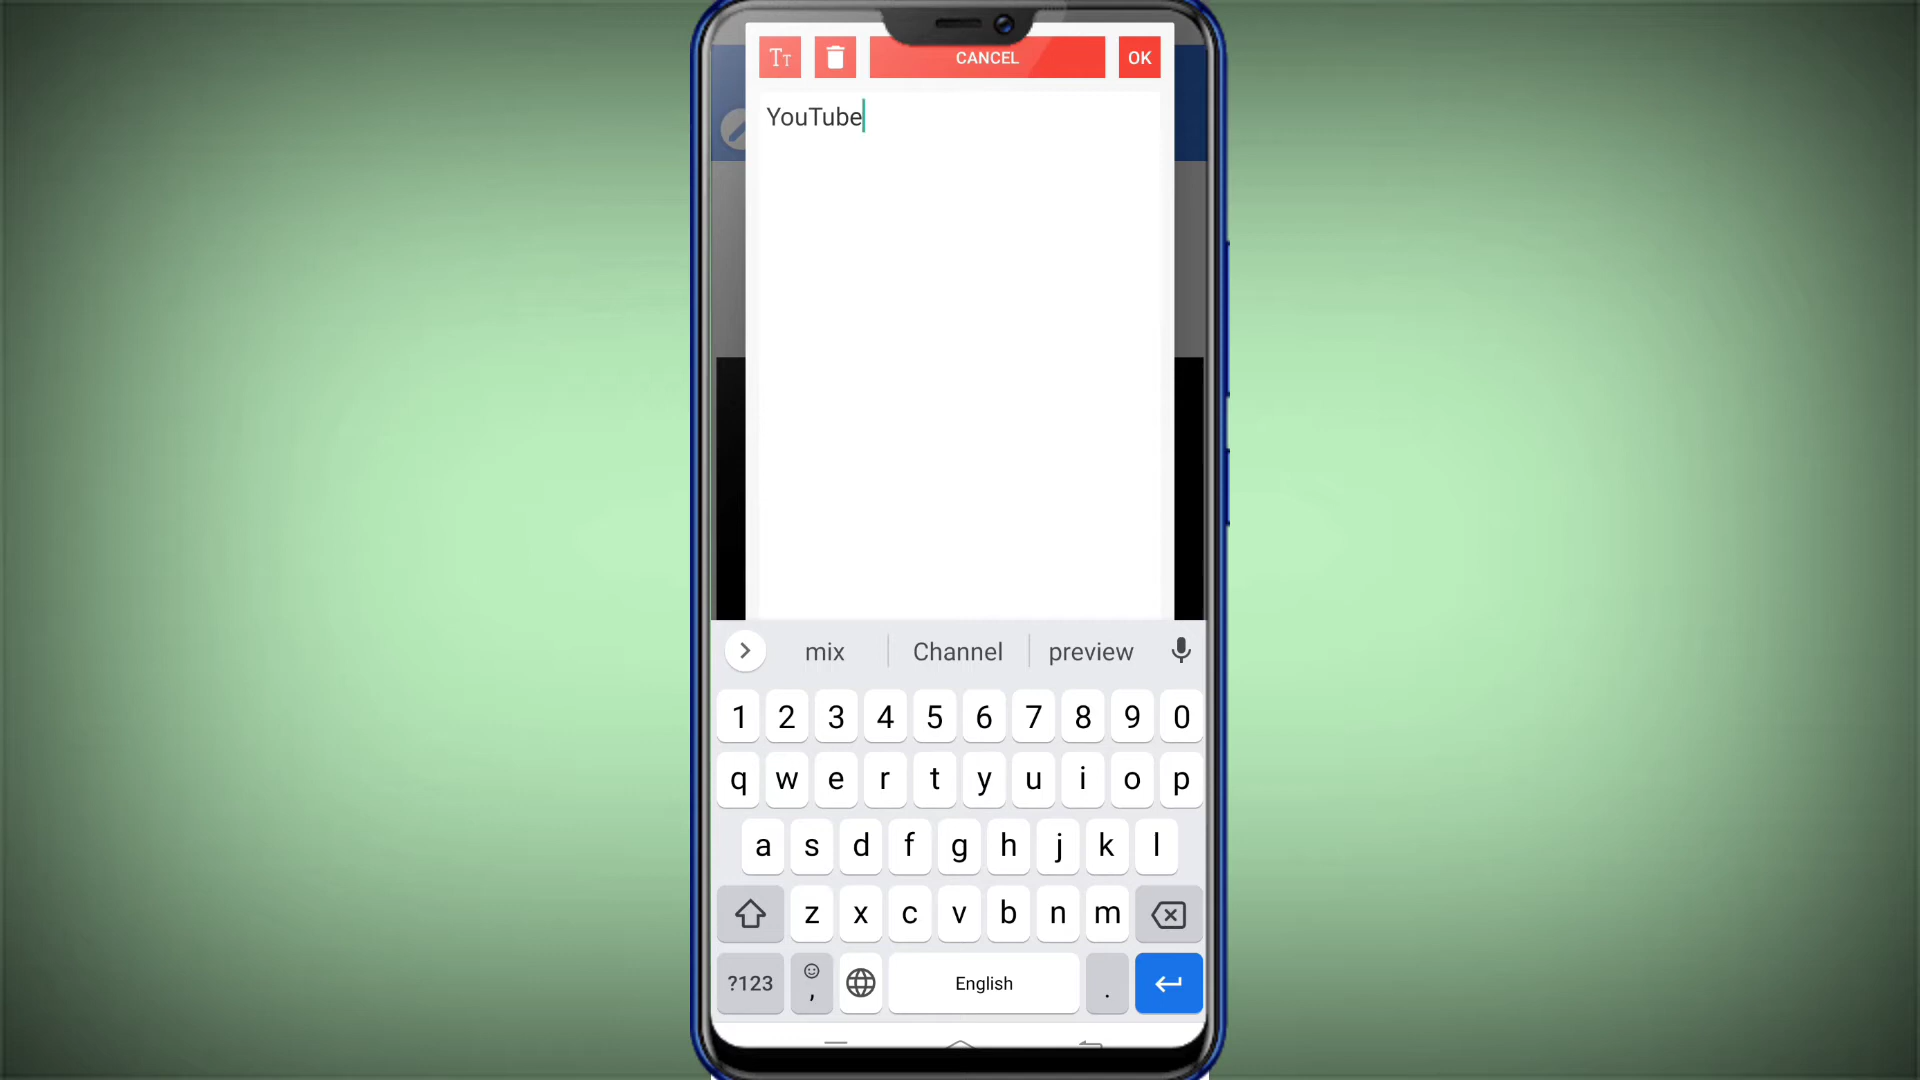 Tт CANCEL OK
YouTube
mix Channel preview
1 2 3 4 5 6 7 8 9 0
q w e r t y u i o p
a s d f g h j k l
z x c v b n m
?123 , English .